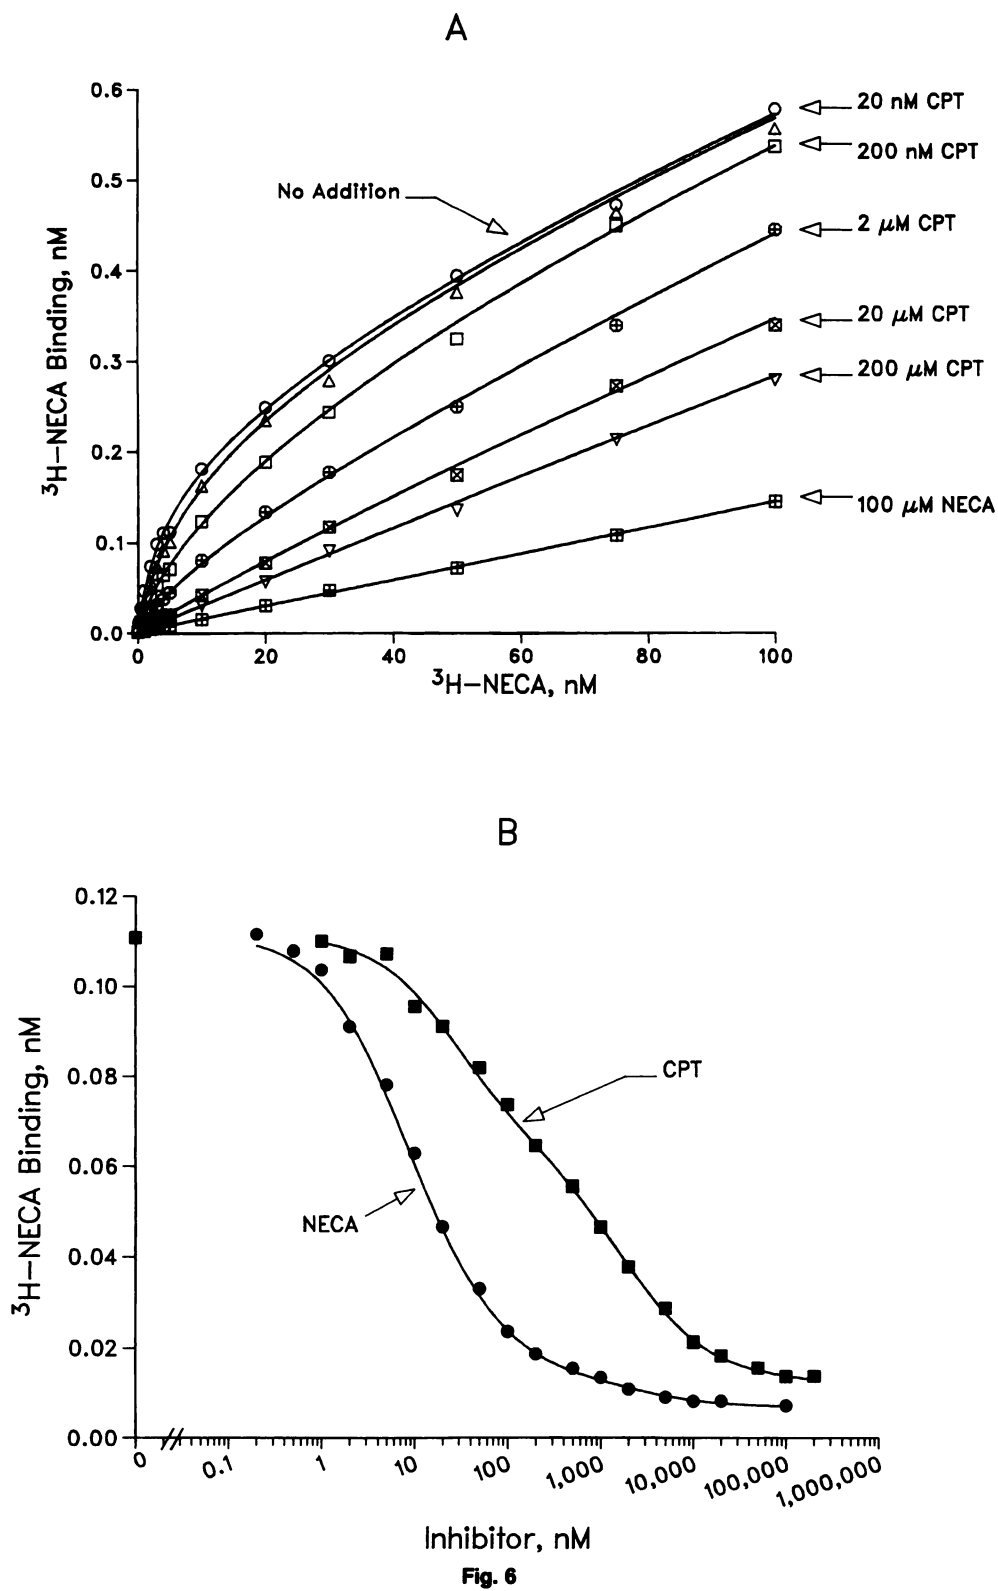 A
0.6
0.5
0.4
0.3
0.2
0.1
0.0
³H–NECA Binding, nM
No Addition
20 nM CPT
200 nM CPT
2 μM CPT
20 μM CPT
200 μM CPT
100 μM NECA
0 20 40 60 80 100
³H–NECA, nM
B
0.12
0.10
0.08
0.06
0.04
0.02
0.00
³H–NECA Binding, nM
CPT
NECA
0 0.1 1 10 100 1,000 10,000 100,000 1,000,000
Inhibitor, nM
Fig. 6